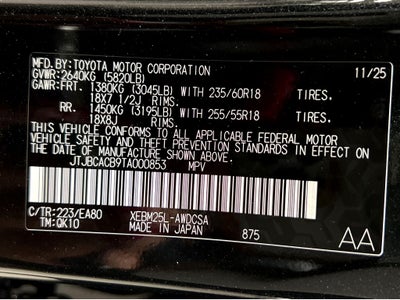 MFD.BY:TOYOTA MOTOR CORPORATION 11/25
GVWR:2640KG (5820LB)
GAWR:FRT. 1380KG (3045LB) WITH 235/60R18 TIRES
18X7 1/2J RIMS.
RR. 1450KG (3195LB) WITH 255/55R18 TIRES
18X8J RIMS.
THIS VEHICLE CONFORMS TO ALL APPLICABLE FEDERAL MOTOR
VEHICLE SAFETY AND THEFT PREVENTION STANDARDS IN EFFECT ON
THE DATE OF MANUFACTURE SHOWN ABOVE.
JTJBCACB9TA000853 MPV
C/TR:223/EA80 XEBM25L-AWDCSA
TM:QK10 MADE IN JAPAN 875 AA